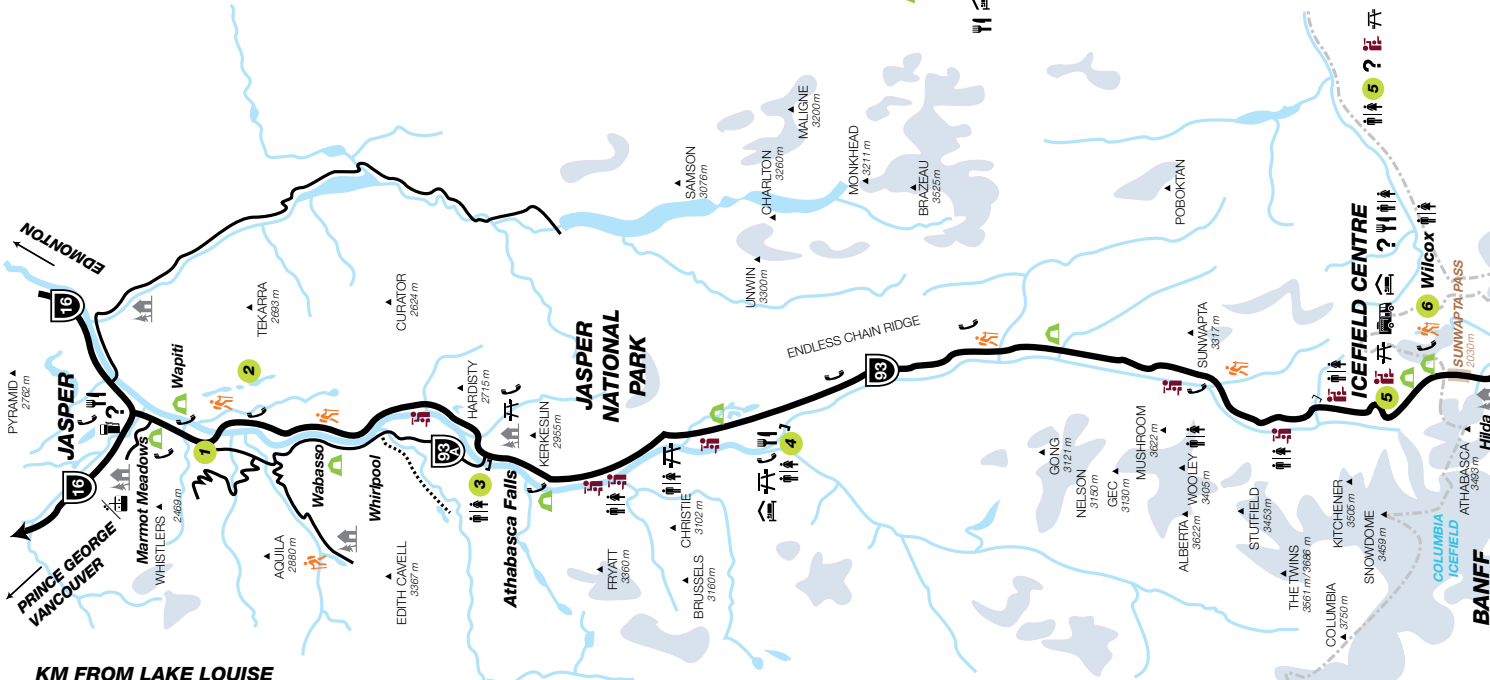 EDMONTON
16
PYRAMID
2762 m
JASPER
?
16
PRINCE GEORGE
VANCOUVER
Marmot Meadows
WHISTLERS
2469 m
Wapiti
1
2
TEKARRA
2693 m
CURATOR
2624 m
Wabasso
Whirlpool
AQUILA
2880 m
EDITH CAVELL
3367 m
93
A
3
Athabasca Falls
HARDISTY
2715 m
KERKESLIN
2955 m
JASPER
NATIONAL
PARK
FRYATT
3360 m
CHRISTIE
3102 m
BRUSSELS
3160 m
4
SAMSON
3076 m
MALIGNE
3200 m
CHARLTON
3260 m
UNWIN
3300 m
MONKHEAD
3211 m
BRAZEAU
3525 m
ENDLESS CHAIN RIDGE
93
POBOKTAN
SUNWAPTA
3317 m
GONG
3121 m
NELSON
3150 m
GEC
3130 m
MUSHROOM
3622 m
WOOLEY
3405 m
ALBERTA
3622 m
STUTFIELD
3453 m
THE TWINS
3561 m/3686 m
KITCHENER
3505 m
SNOWDOME
3459 m
COLUMBIA
3750 m
ICEFIELD CENTRE
?
5
5
?
6
Wilcox
SUNWAPTA PASS
2030 m
COLUMBIA
ICEFIELD
ATHABASCA
3493 m
Hilda
BANFF
KM FROM LAKE LOUISE